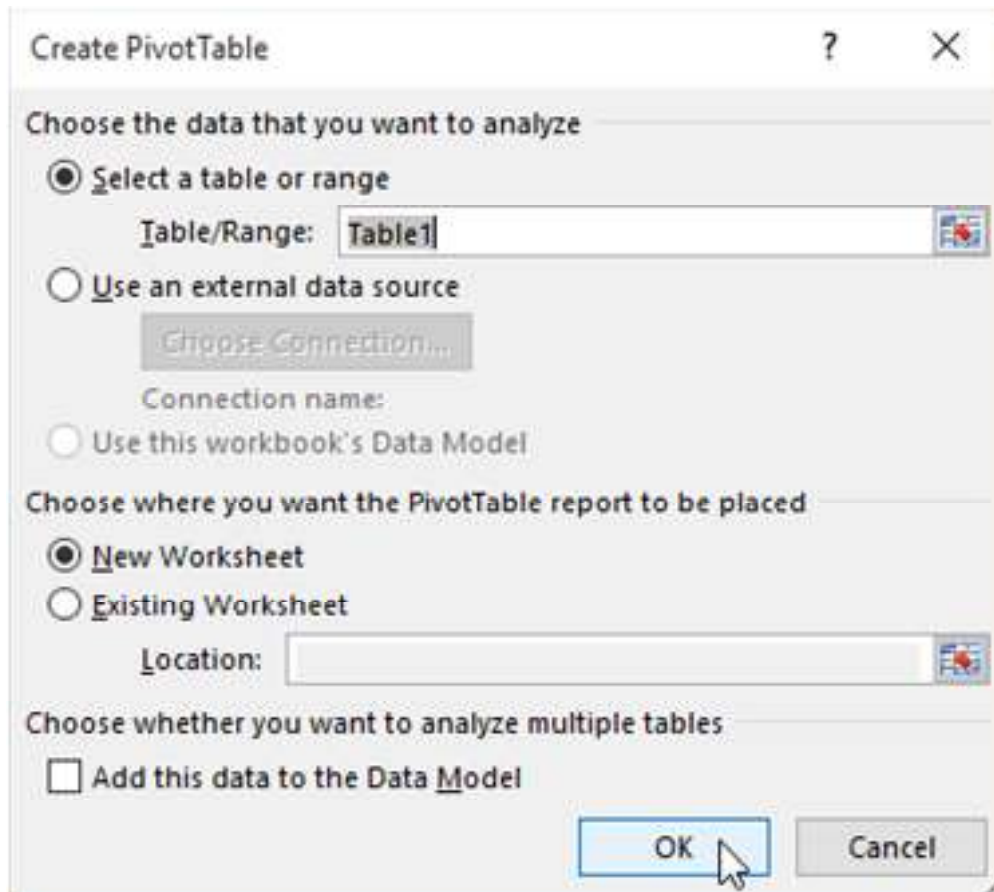 Create PivotTable ?
Choose the data that you want to analyze
Select a table or range
Table/Range: Table1
Use an external data source
Choose Connection...
Connection name:
Use this workbook's Data Model
Choose where you want the PivotTable report to be placed
New Worksheet
Existing Worksheet
Location:
Choose whether you want to analyze multiple tables
Add this data to the Data Model
OK Cancel